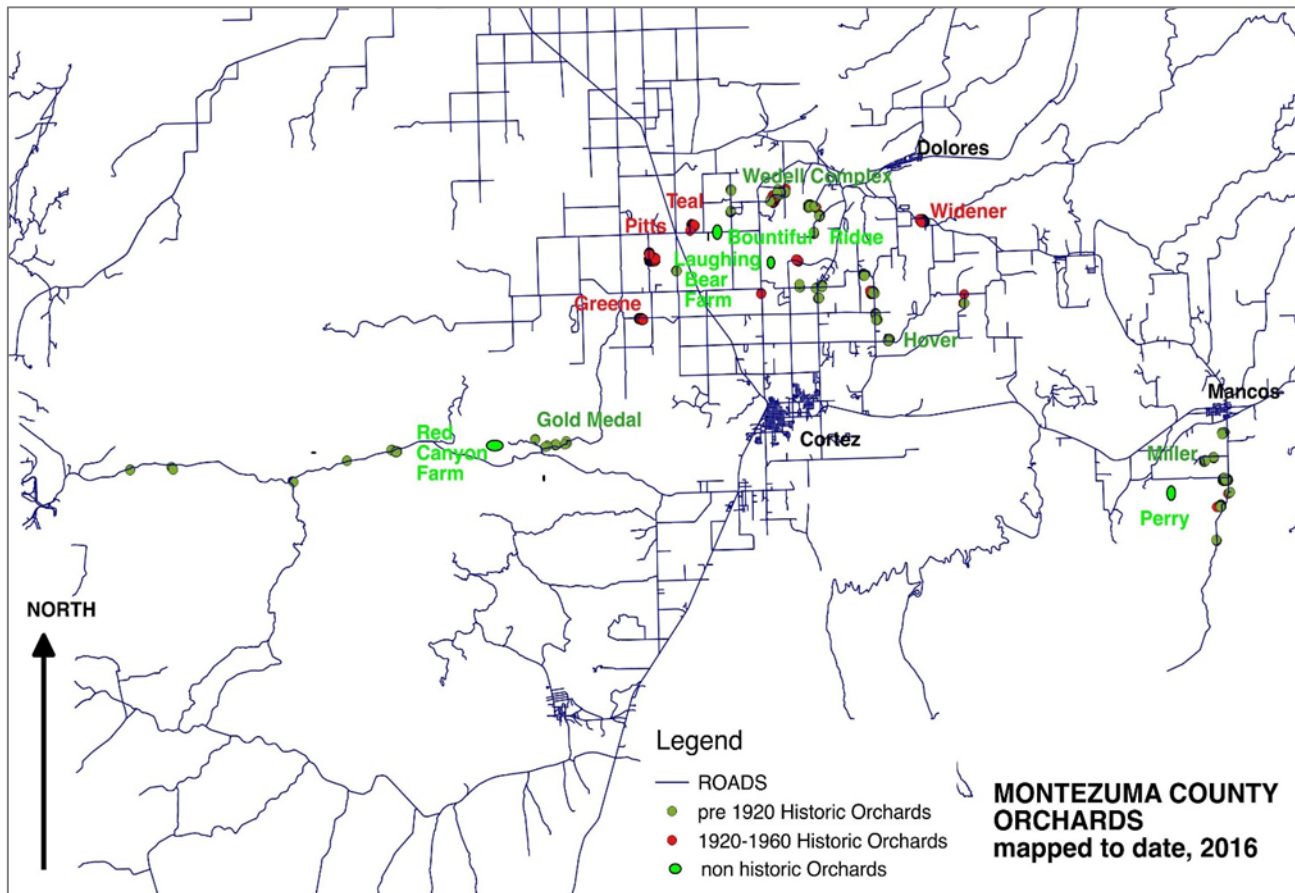 Dolores
Wedell Complex
Teal
Widener
Pitts
Bountiful Ridge
Laughing
Bear
Farm
Greene
Hover
Mancos
Gold Medal
Red
Canyon
Farm
Cortez
Miller
Perry
NORTH
Legend
ROADS
pre 1920 Historic Orchards
1920-1960 Historic Orchards
non historic Orchards
MONTEZUMA COUNTY
ORCHARDS
mapped to date, 2016